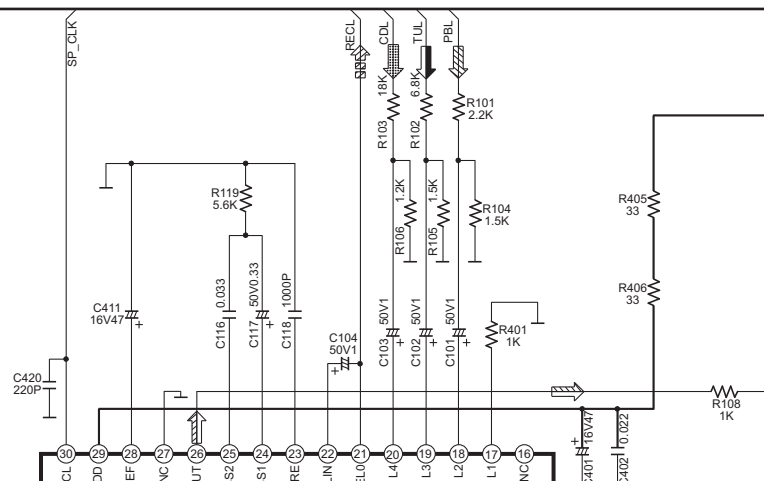 SP_CLK
RECL
CDL
TUL
PBL
18K
R103
6.8K
R102
R101
2.2K
R119
5.6K
1.2K
R106
1.5K
R105
R104
1.5K
R405
33
R406
33
C411
16V47
+
0.033
C116
50V0.33
C117
+
1000P
C118
C104
50V1
+
50V1
C103
+
50V1
C102
+
50V1
C101
+
R401
1K
C420
220P
R108
1K
16V47
C401
+
0.022
C402
30
29
28
27
26
25
24
23
22
21
20
19
18
17
16
CL
DD
EF
NC
UT
S2
S1
RE
LIN
EL0
L4
L3
L2
L1
NC